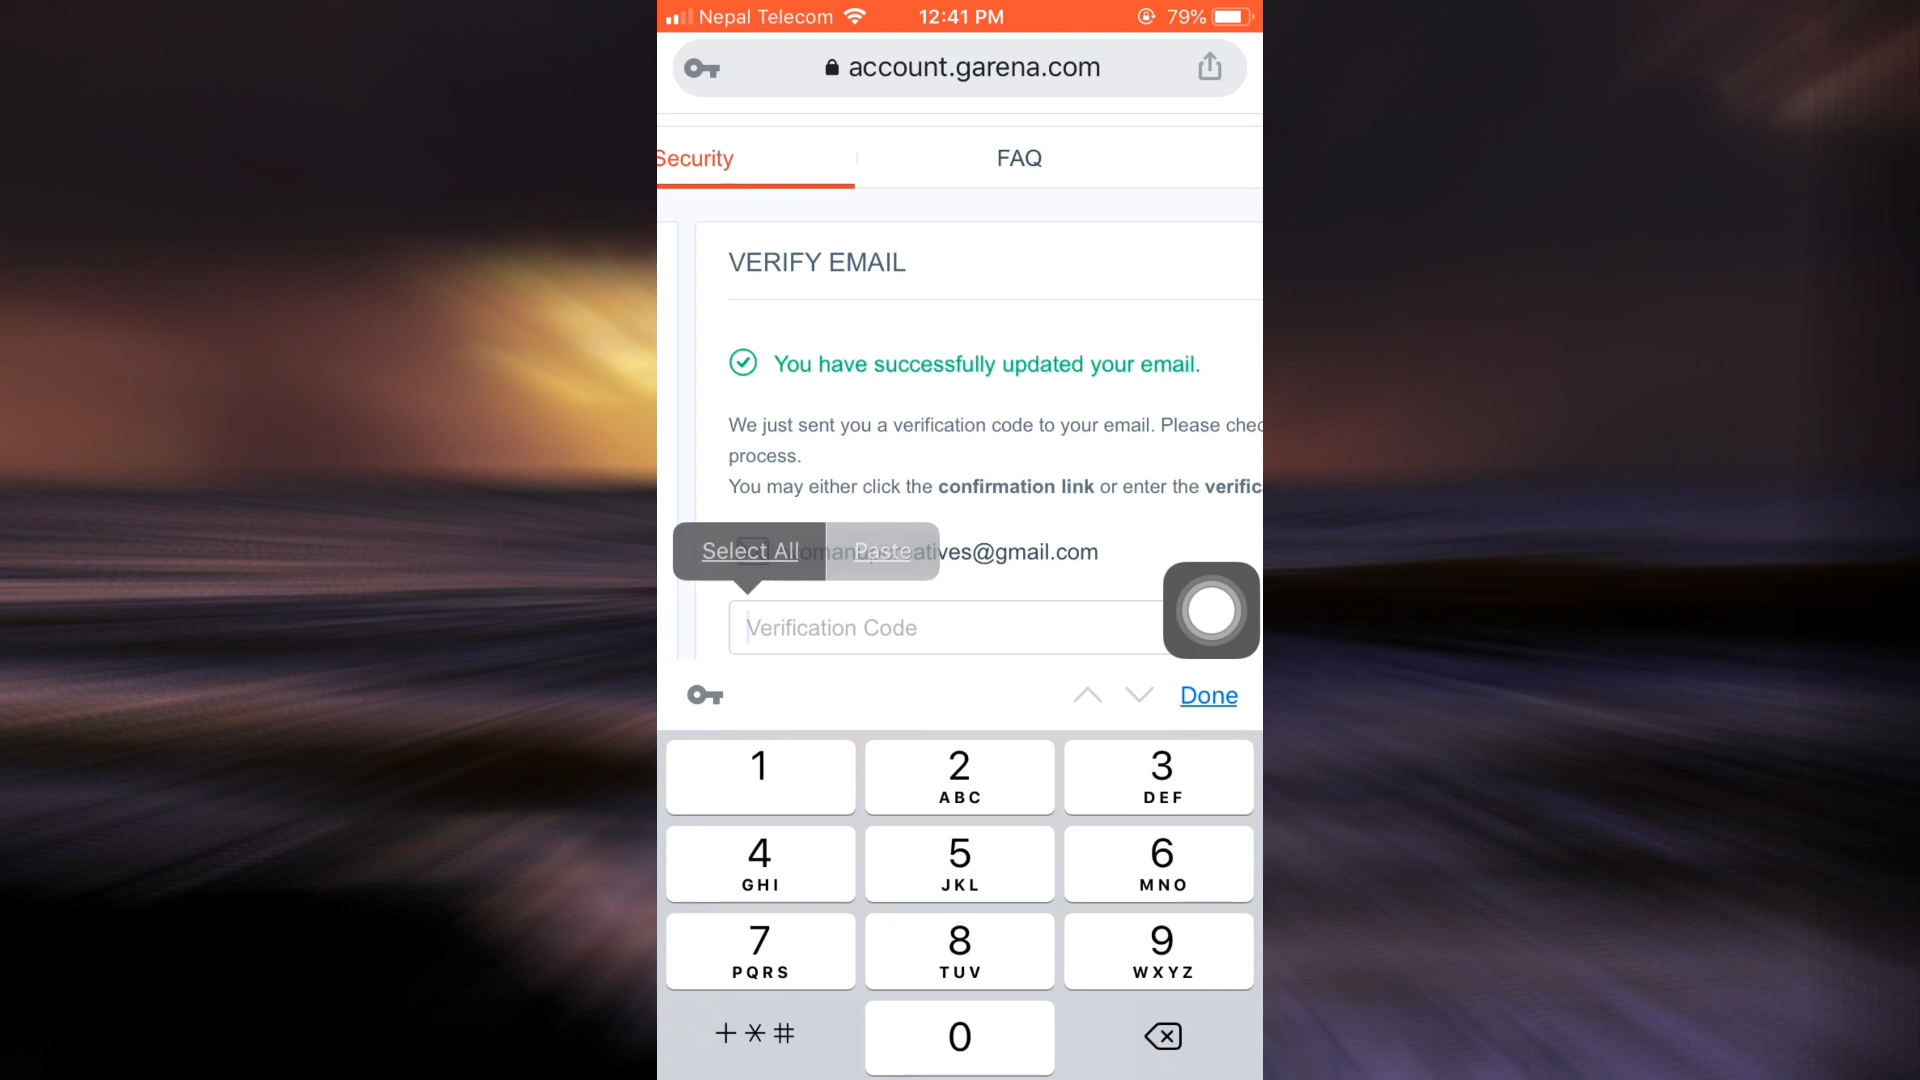 Nepal Telecom 12:41 PM 79%
account.garena.com
Security FAQ
VERIFY EMAIL
You have successfully updated your email.
We just sent you a verification code to your email. Please chec
process.
You may either click the confirmation link or enter the verific
Select All Paste
atives@gmail.com
Verification Code
Done
1
2 ABC
3 DEF
4 GHI
5 JKL
6 MNO
7 PQRS
8 TUV
9 WXYZ
+*#
0